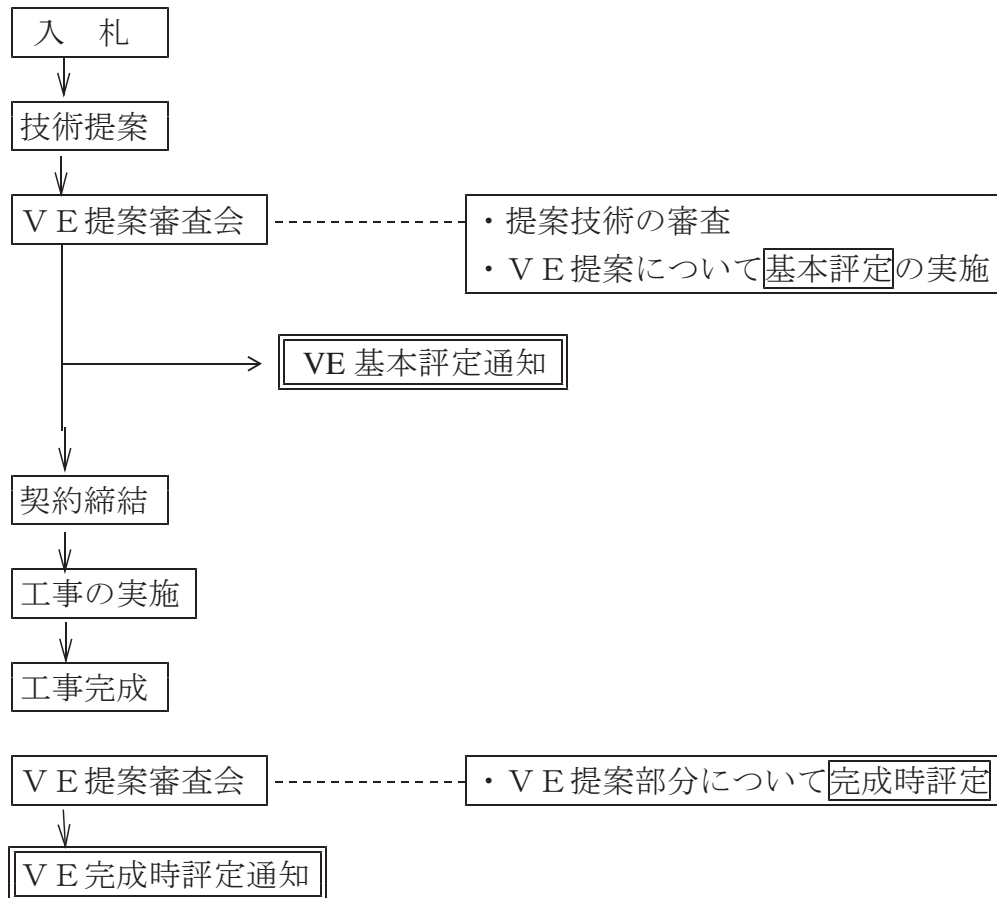 入　札
技術提案
ＶＥ提案審査会
・提案技術の審査
・ＶＥ提案について基本評定の実施
VE 基本評定通知
契約締結
工事の実施
工事完成
ＶＥ提案審査会
・ＶＥ提案部分について完成時評定
ＶＥ完成時評定通知